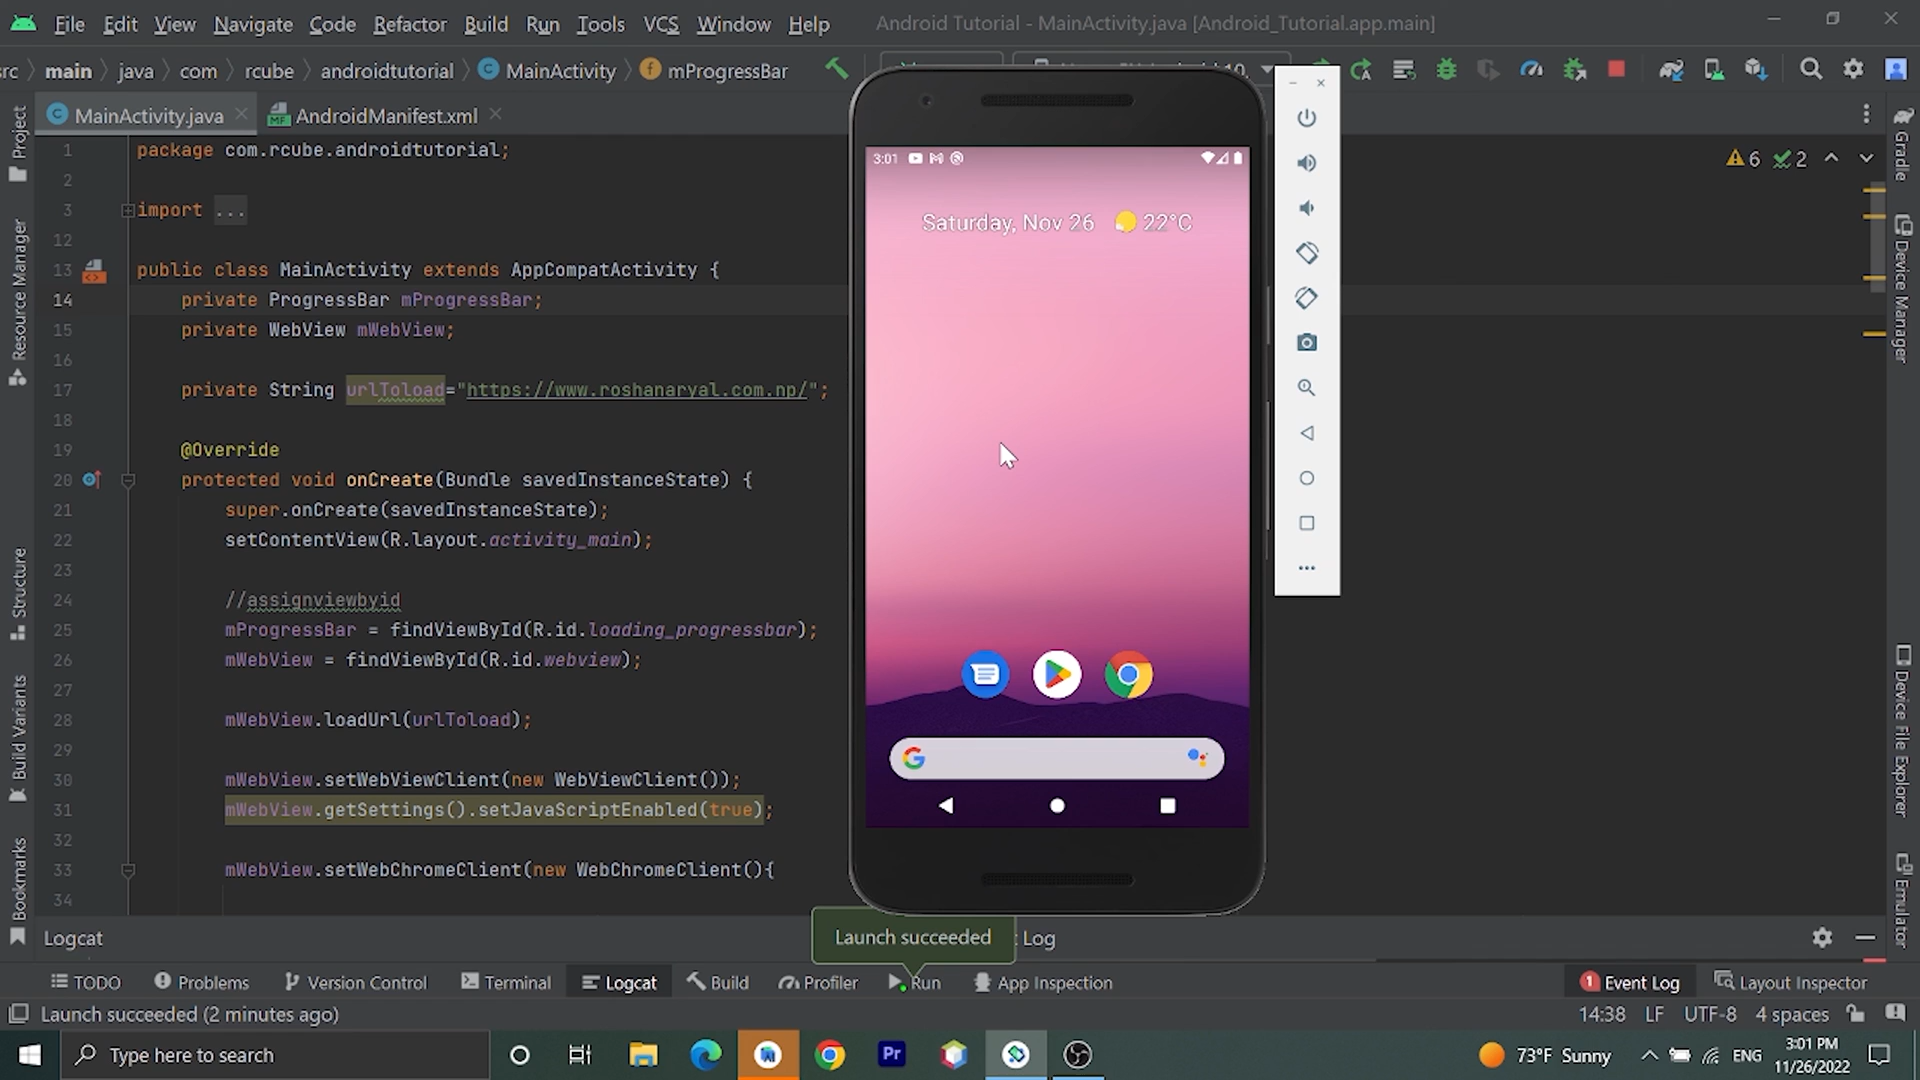 File Edit View Navigate Code Refactor Build Run Tools VCS Window Help Android Tutorial - MainActivity.java [Android_Tutorial.app.main]
rc main java com rcube androidtutorial MainActivity mProgressBar
MainActivity.java AndroidManifest.xml
1 package com.rcube.androidtutorial;
2
3 import ...
12
13 public class MainActivity extends AppCompatActivity {
14 private ProgressBar mProgressBar;
15 private WebView mWebView;
16
17 private String urlToload="https://www.roshanaryal.com.np/";
18
19 @Override
20 protected void onCreate(Bundle savedInstanceState) {
21 super.onCreate(savedInstanceState);
22 setContentView(R.layout.activity_main);
23
24 //assignviewbyid
25 mProgressBar = findViewById(R.id.loading_progressbar);
26 mWebView = findViewById(R.id.webview);
27
28 mWebView.loadUrl(urlToload);
29
30 mWebView.setWebViewClient(new WebViewClient());
31 mWebView.getSettings().setJavaScriptEnabled(true);
32
33 mWebView.setWebChromeClient(new WebChromeClient(){
34
Project
Resource Manager
Structure
Build Variants
Bookmarks
3:01
Saturday, Nov 26 22°C
6 2
Gradle
Device Manager
Device File Explorer
Emulator
Logcat
Launch succeeded
Log
TODO Problems Version Control Terminal Logcat Build Profiler Run App Inspection 1 Event Log Layout Inspector
Launch succeeded (2 minutes ago) 14:38 LF UTF-8 4 spaces
Type here to search
Pr
73°F Sunny ENG
3:01 PM
11/26/2022